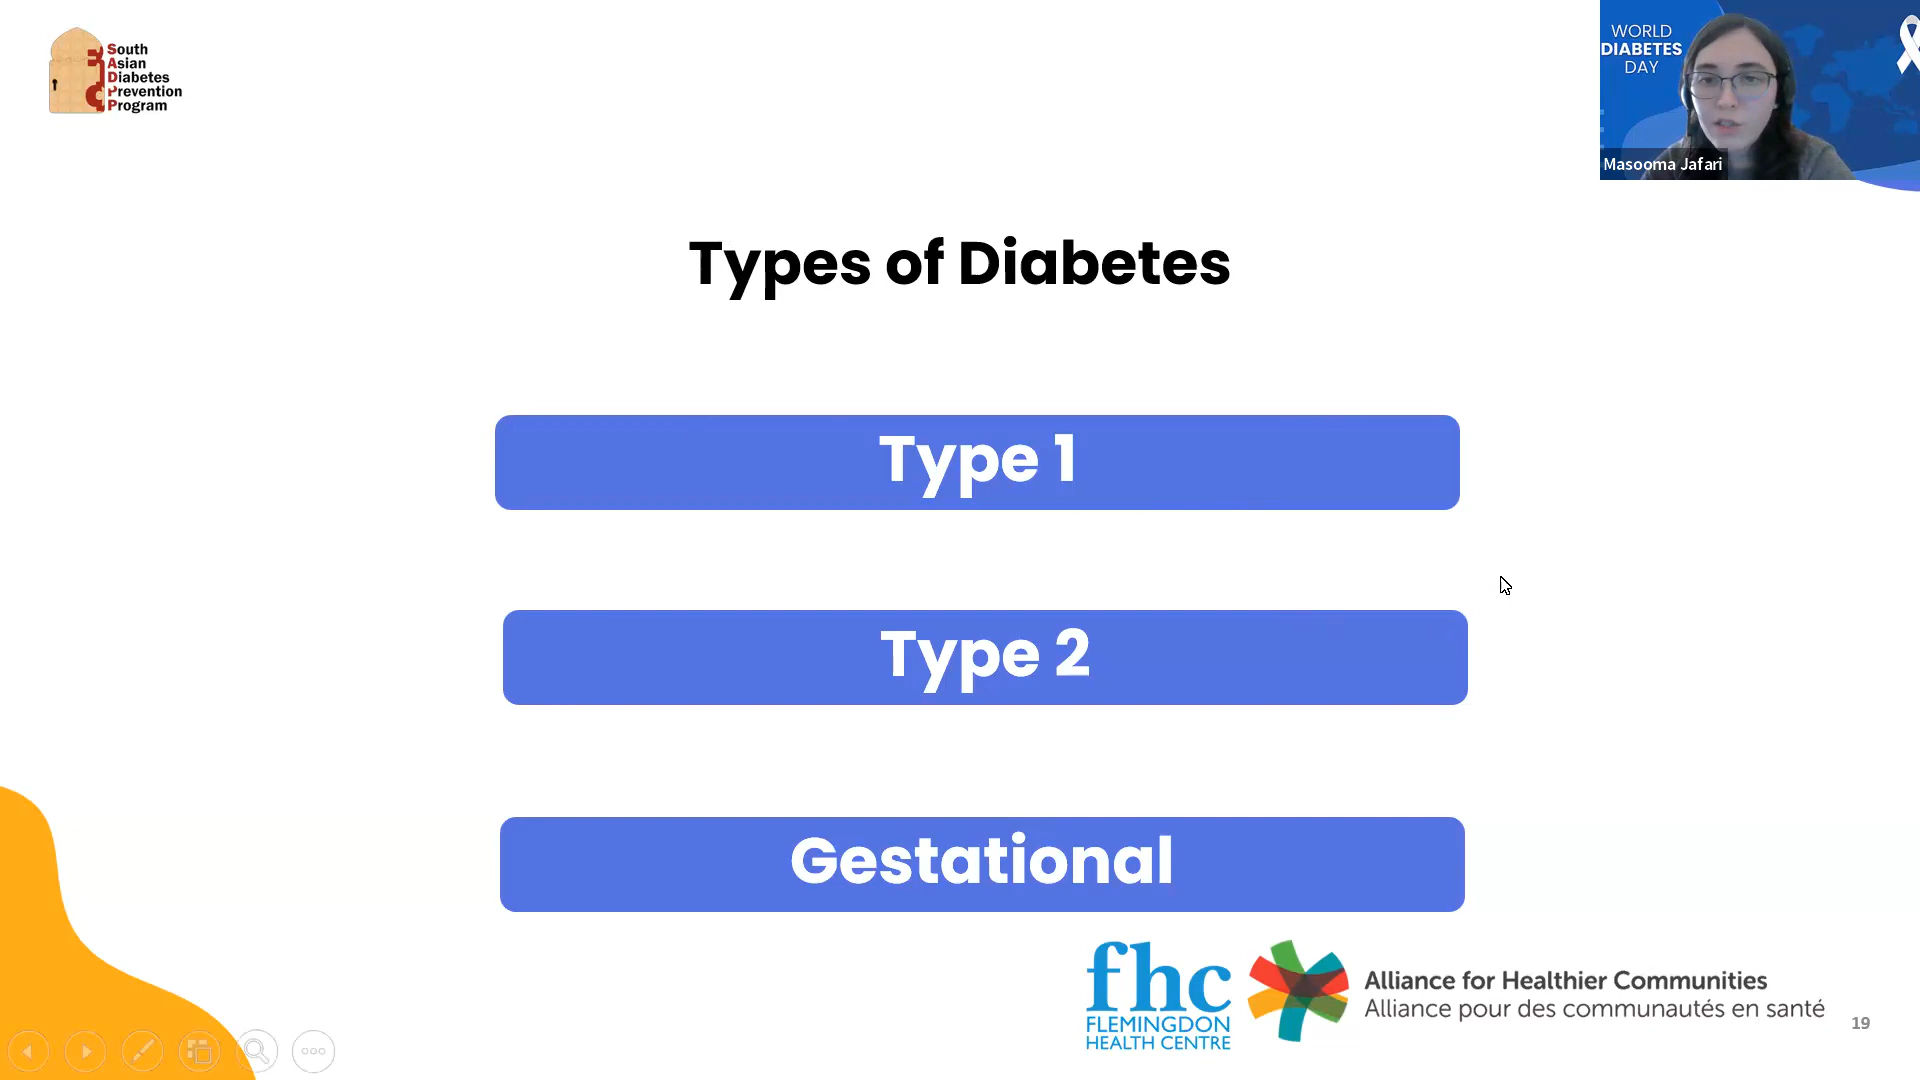 South
Asian
Diabetes
Prevention
Program
WORLD
DIABETES
DAY
Masooma Jafari
Types of Diabetes
Type 1
Type 2
Gestational
fhc
FLEMINGDON
HEALTH CENTRE
Alliance for Healthier Communities
Alliance pour des communautés en santé
19